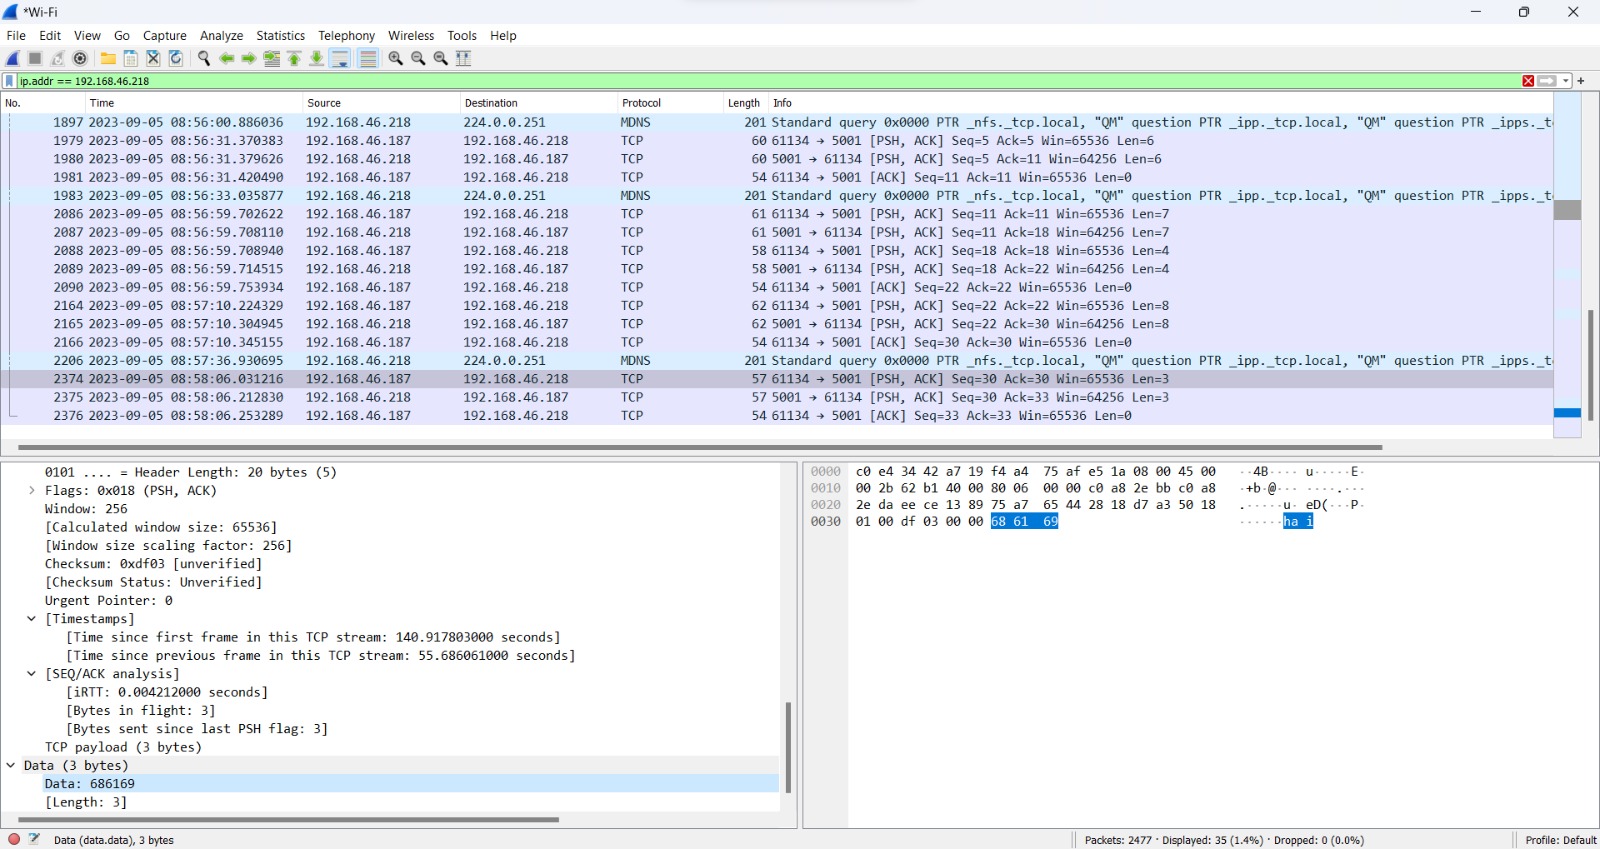 *Wi-Fi
File Edit View Go Capture Analyze Statistics Telephony Wireless Tools Help
ip.addr == 192.168.46.218
No. Time Source Destination Protocol Length Info
1897 2023-09-05 08:56:00.886036 192.168.46.218 224.0.0.251 MDNS 201 Standard query 0x0000 PTR _nfs._tcp.local, "QM" question PTR _ipp._tcp.local, "QM" question PTR _ipps._t
1979 2023-09-05 08:56:31.370383 192.168.46.187 192.168.46.218 TCP 60 61134 → 5001 [PSH, ACK] Seq=5 Ack=5 Win=65536 Len=6
1980 2023-09-05 08:56:31.379626 192.168.46.218 192.168.46.187 TCP 60 5001 → 61134 [PSH, ACK] Seq=5 Ack=11 Win=64256 Len=6
1981 2023-09-05 08:56:31.420490 192.168.46.187 192.168.46.218 TCP 54 61134 → 5001 [ACK] Seq=11 Ack=11 Win=65536 Len=0
1983 2023-09-05 08:56:33.035877 192.168.46.218 224.0.0.251 MDNS 201 Standard query 0x0000 PTR _nfs._tcp.local, "QM" question PTR _ipp._tcp.local, "QM" question PTR _ipps._t
2086 2023-09-05 08:56:59.702622 192.168.46.187 192.168.46.218 TCP 61 61134 → 5001 [PSH, ACK] Seq=11 Ack=11 Win=65536 Len=7
2087 2023-09-05 08:56:59.708110 192.168.46.218 192.168.46.187 TCP 61 5001 → 61134 [PSH, ACK] Seq=11 Ack=18 Win=64256 Len=7
2088 2023-09-05 08:56:59.708940 192.168.46.187 192.168.46.218 TCP 58 61134 → 5001 [PSH, ACK] Seq=18 Ack=18 Win=65536 Len=4
2089 2023-09-05 08:56:59.714515 192.168.46.218 192.168.46.187 TCP 58 5001 → 61134 [PSH, ACK] Seq=18 Ack=22 Win=64256 Len=4
2090 2023-09-05 08:56:59.753934 192.168.46.187 192.168.46.218 TCP 54 61134 → 5001 [ACK] Seq=22 Ack=22 Win=65536 Len=0
2164 2023-09-05 08:57:10.224329 192.168.46.187 192.168.46.218 TCP 62 61134 → 5001 [PSH, ACK] Seq=22 Ack=22 Win=65536 Len=8
2165 2023-09-05 08:57:10.304945 192.168.46.218 192.168.46.187 TCP 62 5001 → 61134 [PSH, ACK] Seq=22 Ack=30 Win=64256 Len=8
2166 2023-09-05 08:57:10.345155 192.168.46.187 192.168.46.218 TCP 54 61134 → 5001 [ACK] Seq=30 Ack=30 Win=65536 Len=0
2206 2023-09-05 08:57:36.930695 192.168.46.218 224.0.0.251 MDNS 201 Standard query 0x0000 PTR _nfs._tcp.local, "QM" question PTR _ipp._tcp.local, "QM" question PTR _ipps._t
2374 2023-09-05 08:58:06.031216 192.168.46.187 192.168.46.218 TCP 57 61134 → 5001 [PSH, ACK] Seq=30 Ack=30 Win=65536 Len=3
2375 2023-09-05 08:58:06.212830 192.168.46.218 192.168.46.187 TCP 57 5001 → 61134 [PSH, ACK] Seq=30 Ack=33 Win=64256 Len=3
2376 2023-09-05 08:58:06.253289 192.168.46.187 192.168.46.218 TCP 54 61134 → 5001 [ACK] Seq=33 Ack=33 Win=65536 Len=0
0101 .... = Header Length: 20 bytes (5)
Flags: 0x018 (PSH, ACK)
Window: 256
[Calculated window size: 65536]
[Window size scaling factor: 256]
Checksum: 0xdf03 [unverified]
[Checksum Status: Unverified]
Urgent Pointer: 0
[Timestamps]
[Time since first frame in this TCP stream: 140.917803000 seconds]
[Time since previous frame in this TCP stream: 55.686061000 seconds]
[SEQ/ACK analysis]
[iRTT: 0.004212000 seconds]
[Bytes in flight: 3]
[Bytes sent since last PSH flag: 3]
TCP payload (3 bytes)
Data (3 bytes)
Data: 686169
[Length: 3]
0000 c0 e4 34 42 a7 19 f4 a4 75 af e5 1a 08 00 45 00 ··4B···· u·····E·
0010 00 2b 62 b1 40 00 80 06 00 00 c0 a8 2e bb c0 a8 ·+b·@··· ····.···
0020 2e da ee ce 13 89 75 a7 65 44 28 18 d7 a3 50 18 .·····u· eD(···P·
0030 01 00 df 03 00 00 68 61 69 ······ha i
Data (data.data), 3 bytes
Packets: 2477 · Displayed: 35 (1.4%) · Dropped: 0 (0.0%)
Profile: Default